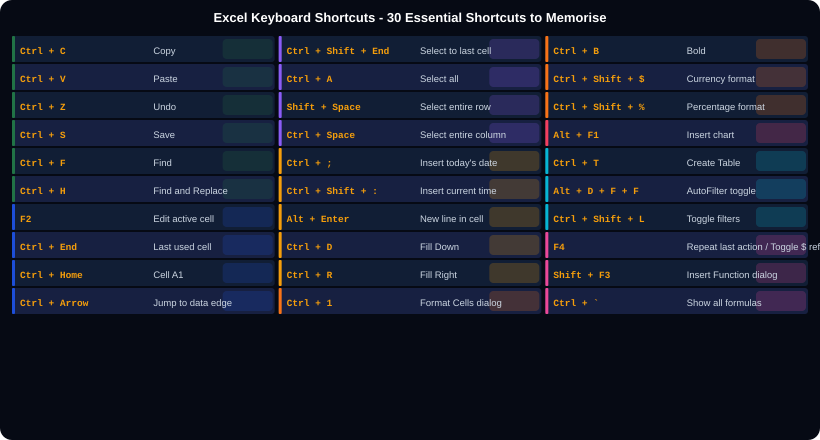 Excel Keyboard Shortcuts - 30 Essential Shortcuts to Memorise
Ctrl + C Copy
Ctrl + V Paste
Ctrl + Z Undo
Ctrl + S Save
Ctrl + F Find
Ctrl + H Find and Replace
F2 Edit active cell
Ctrl + End Last used cell
Ctrl + Home Cell A1
Ctrl + Arrow Jump to data edge
Ctrl + Shift + End Select to last cell
Ctrl + A Select all
Shift + Space Select entire row
Ctrl + Space Select entire column
Ctrl + ; Insert today's date
Ctrl + Shift + : Insert current time
Alt + Enter New line in cell
Ctrl + D Fill Down
Ctrl + R Fill Right
Ctrl + 1 Format Cells dialog
Ctrl + B Bold
Ctrl + Shift + $ Currency format
Ctrl + Shift + % Percentage format
Alt + F1 Insert chart
Ctrl + T Create Table
Alt + D + F + F AutoFilter toggle
Ctrl + Shift + L Toggle filters
F4 Repeat last action / Toggle $ ref
Shift + F3 Insert Function dialog
Ctrl + ` Show all formulas